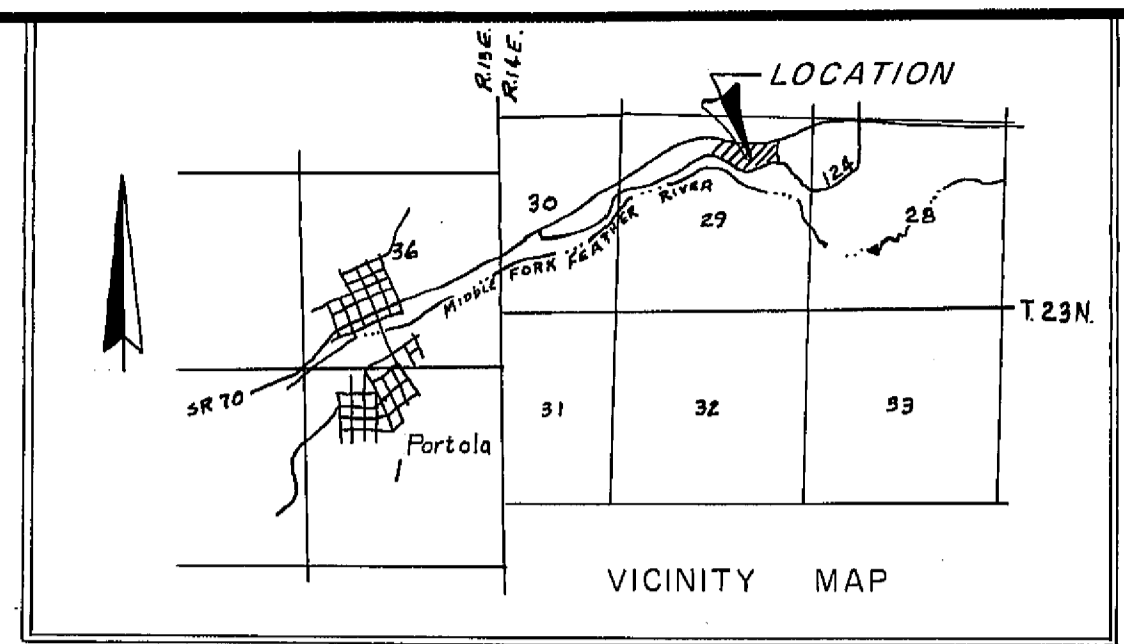 R.13E.
R.14E.
LOCATION
124
30
MIDDLE FORK FEATHER RIVER
29
28
36
T. 23N.
SR 70
31
32
33
Portola
1
VICINITY MAP